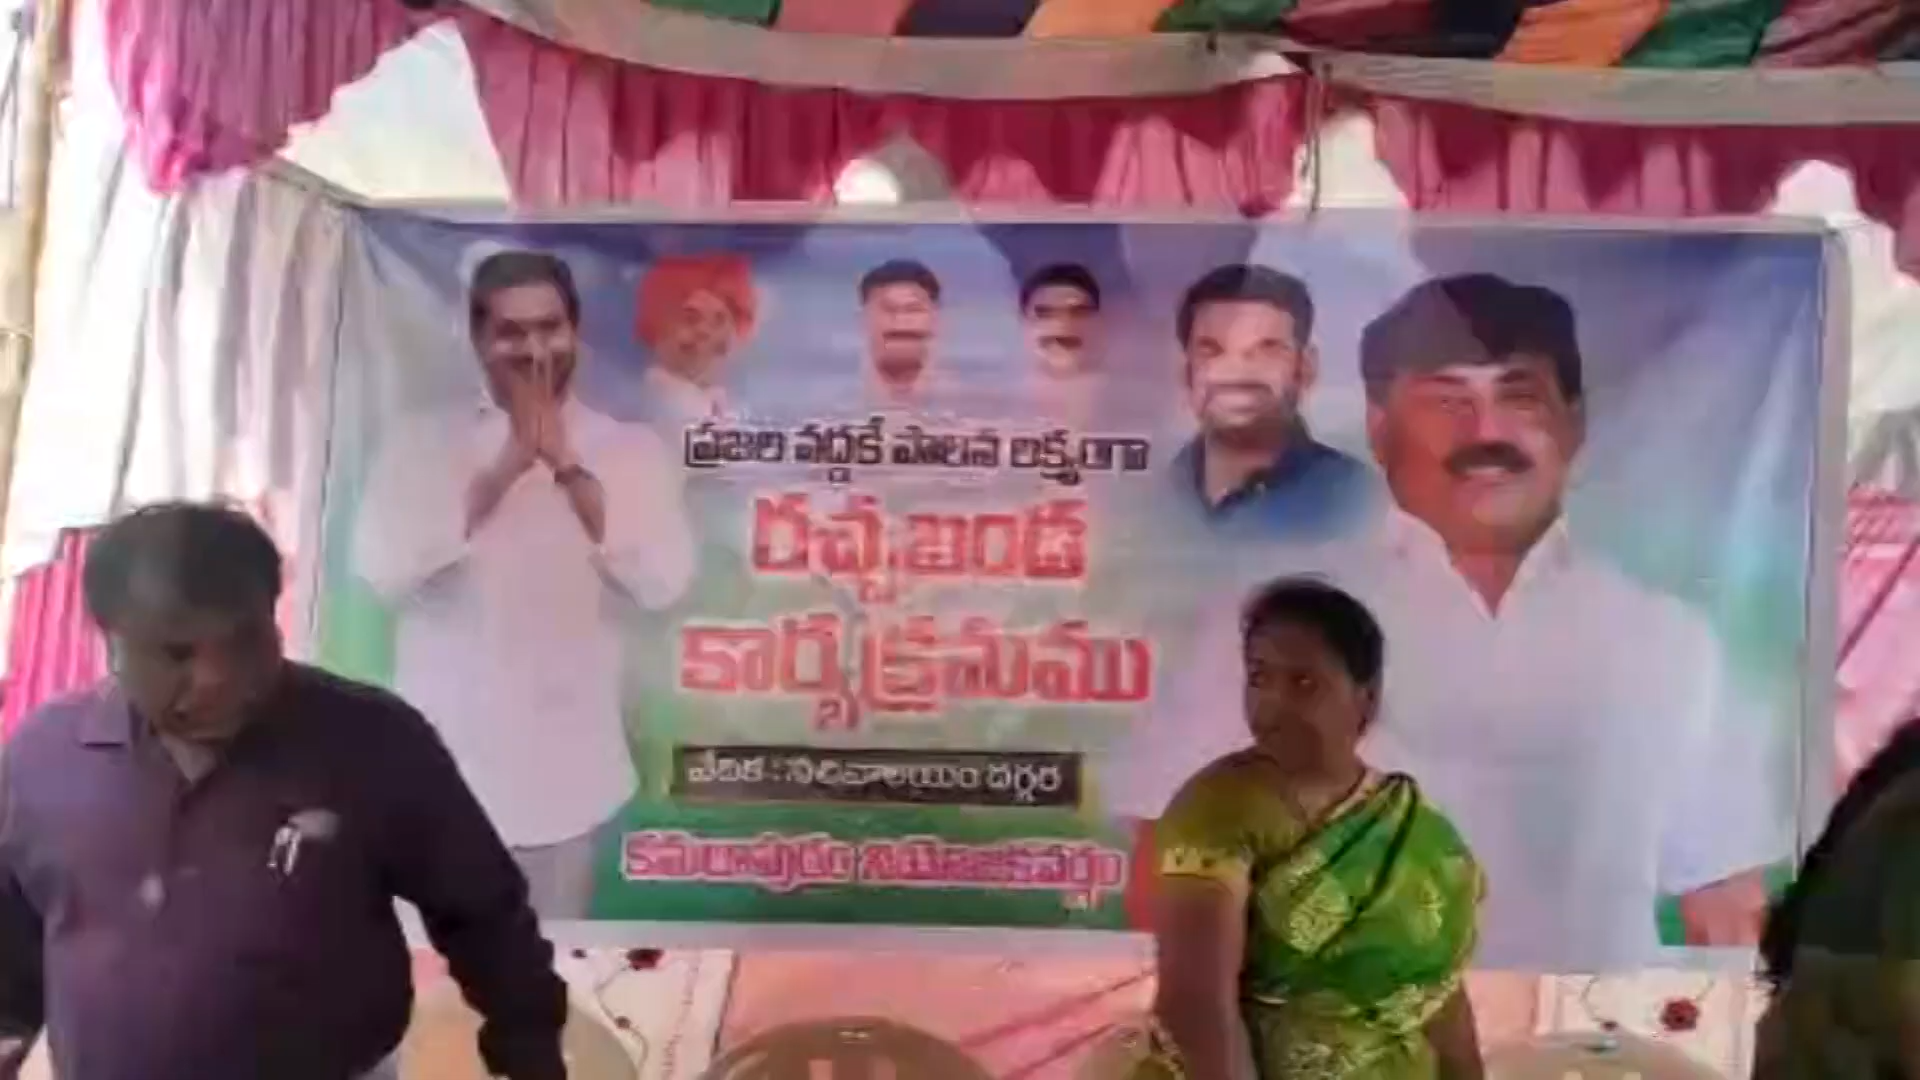 ప్రజల వద్దకే పాలన లక్ష్యంగా
రచ్చబండ
కార్యక్రమము
వేదిక : సచివాలయం దగ్గర
కమలాపురం నియోజకవర్గం